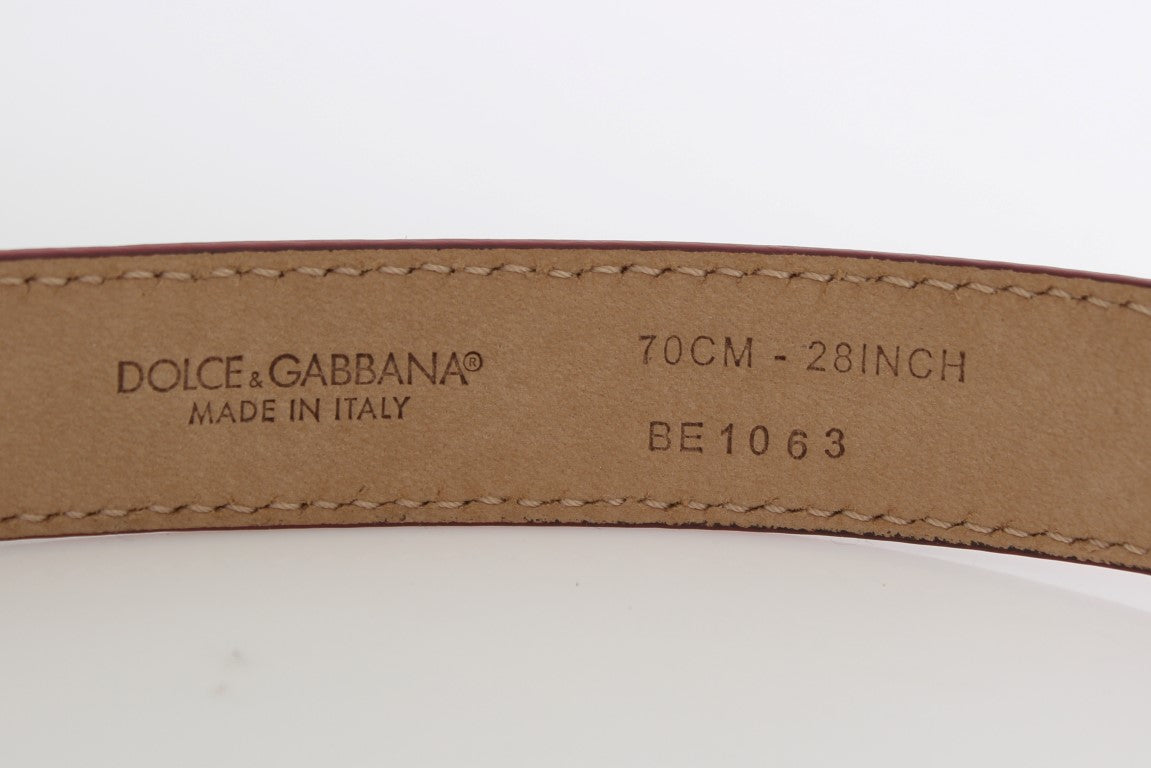 DOLCE & GABBANA®
MADE IN ITALY
70CM - 28INCH
BE1063